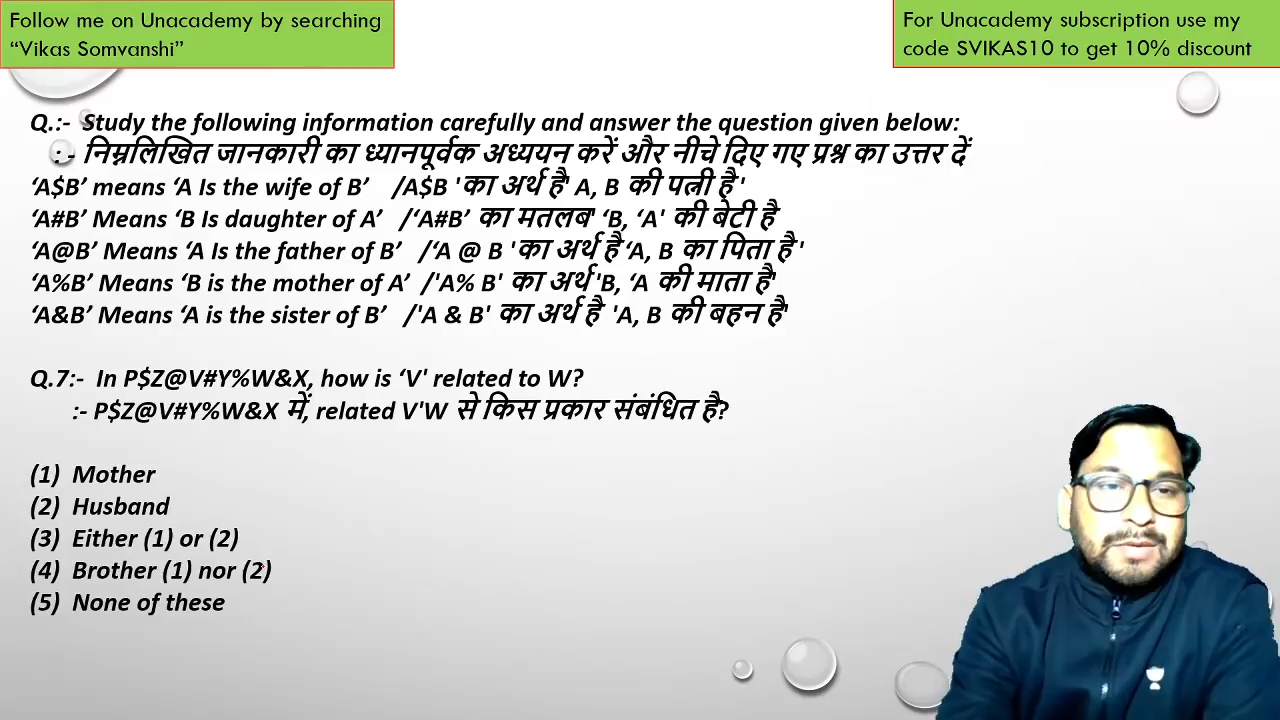 Follow me on Unacademy by searching
“Vikas Somvanshi”
For Unacademy subscription use my
code SVIKAS10 to get 10% discount
Q.:- Study the following information carefully and answer the question given below:
:- निम्नलिखित जानकारी का ध्यानपूर्वक अध्ययन करें और नीचे दिए गए प्रश्न का उत्तर दें
‘A$B’ means ‘A Is the wife of B’ /A$B 'का अर्थ है' A, B की पत्नी है'
‘A#B’ Means ‘B Is daughter of A’ /‘A#B’ का मतलब' ‘B, ‘A' की बेटी है
‘A@B’ Means ‘A Is the father of B’ /‘A @ B 'का अर्थ है ‘A, B का पिता है'
‘A%B’ Means ‘B is the mother of A’ /'A% B' का अर्थ 'B, ‘A की माता है'
‘A&B’ Means ‘A is the sister of B’ /'A & B' का अर्थ है 'A, B की बहन है'
Q.7:- In P$Z@V#Y%W&X, how is ‘V' related to W?
:- P$Z@V#Y%W&X में, related V'W से किस प्रकार संबंधित है?
(1) Mother
(2) Husband
(3) Either (1) or (2)
(4) Brother (1) nor (2)
(5) None of these